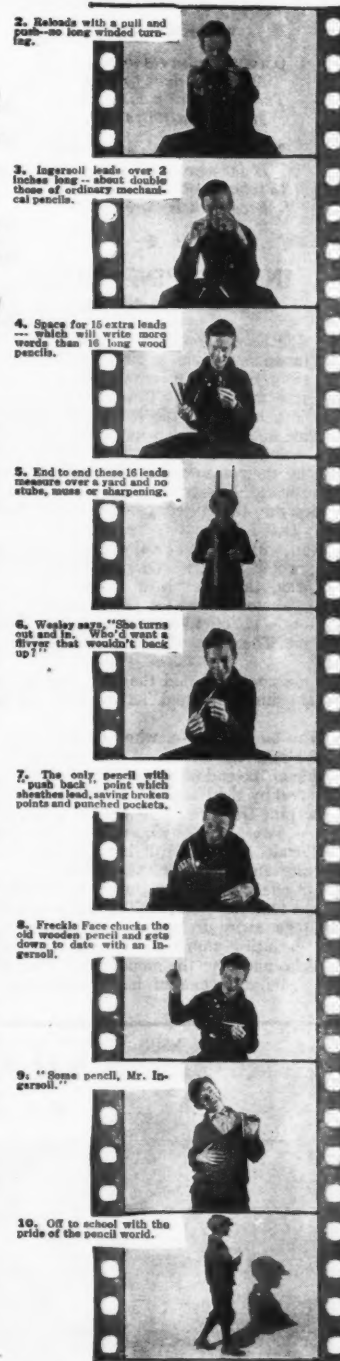 2. Reloads with a pull and
push--no long winded turn-
ing.
3. Ingersoll leads over 2
inches long -- about double
those of ordinary mechani-
cal pencils.
4. Space for 15 extra leads
--- which will write more
words than 16 long wood
pencils.
5. End to end these 16 leads
measure over a yard and no
stubs, muss or sharpening.
6. Wesley says, "She turns
out and in. Who'd want a
flivver that wouldn't back
up?"
7. The only pencil with
"push back" point which
sheathes lead, saving broken
points and punched pockets.
8. Freckle Face chucks the
old wooden pencil and gets
down to date with an In-
gersoll.
9. "Some pencil, Mr. In-
gersoll."
10. Off to school with the
pride of the pencil world.